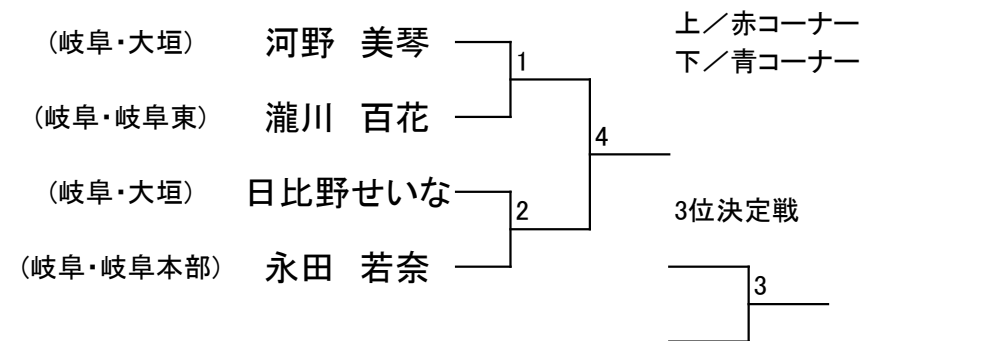 上／赤コーナー
（岐阜・大垣） 河野　美琴
1
下／青コーナー
（岐阜・岐阜東） 瀧川　百花
4
（岐阜・大垣） 日比野せいな
2
3位決定戦
（岐阜・岐阜本部） 永田　若奈
3